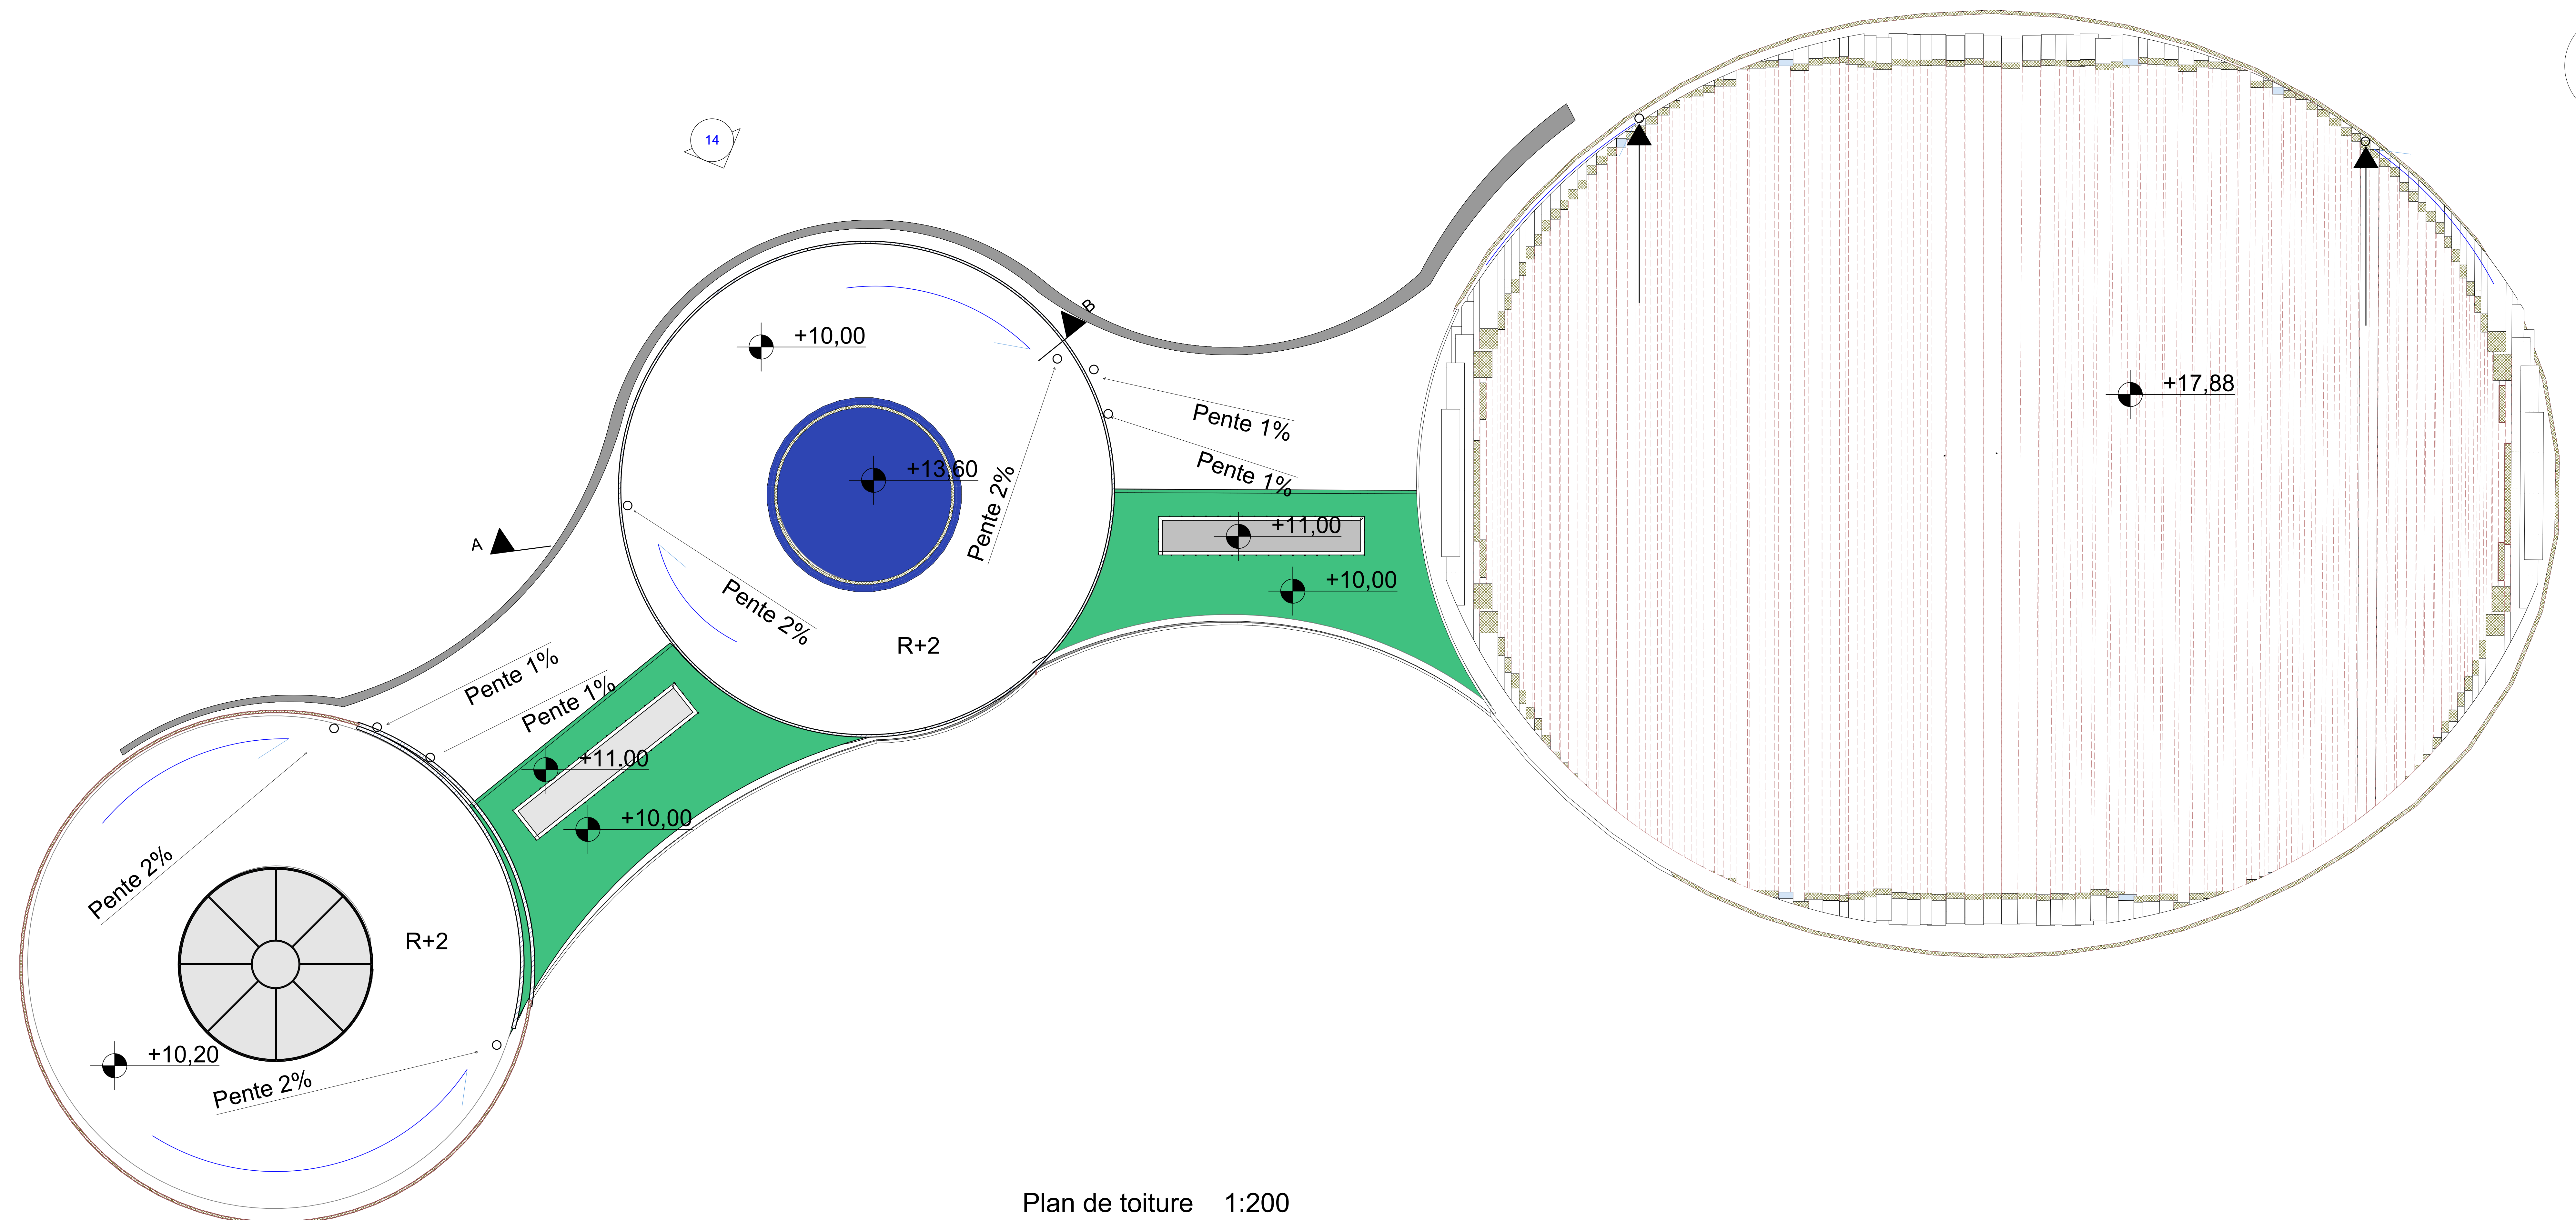 14
B
+10,00
+17,88
Pente 1%
Pente 1%
+13,60
Pente 2%
+11,00
A
+10,00
Pente 2%
R+2
Pente 1%
Pente 1%
+11.00
+10,00
Pente 2%
R+2
+10,20
Pente 2%
Plan de toiture 1:200